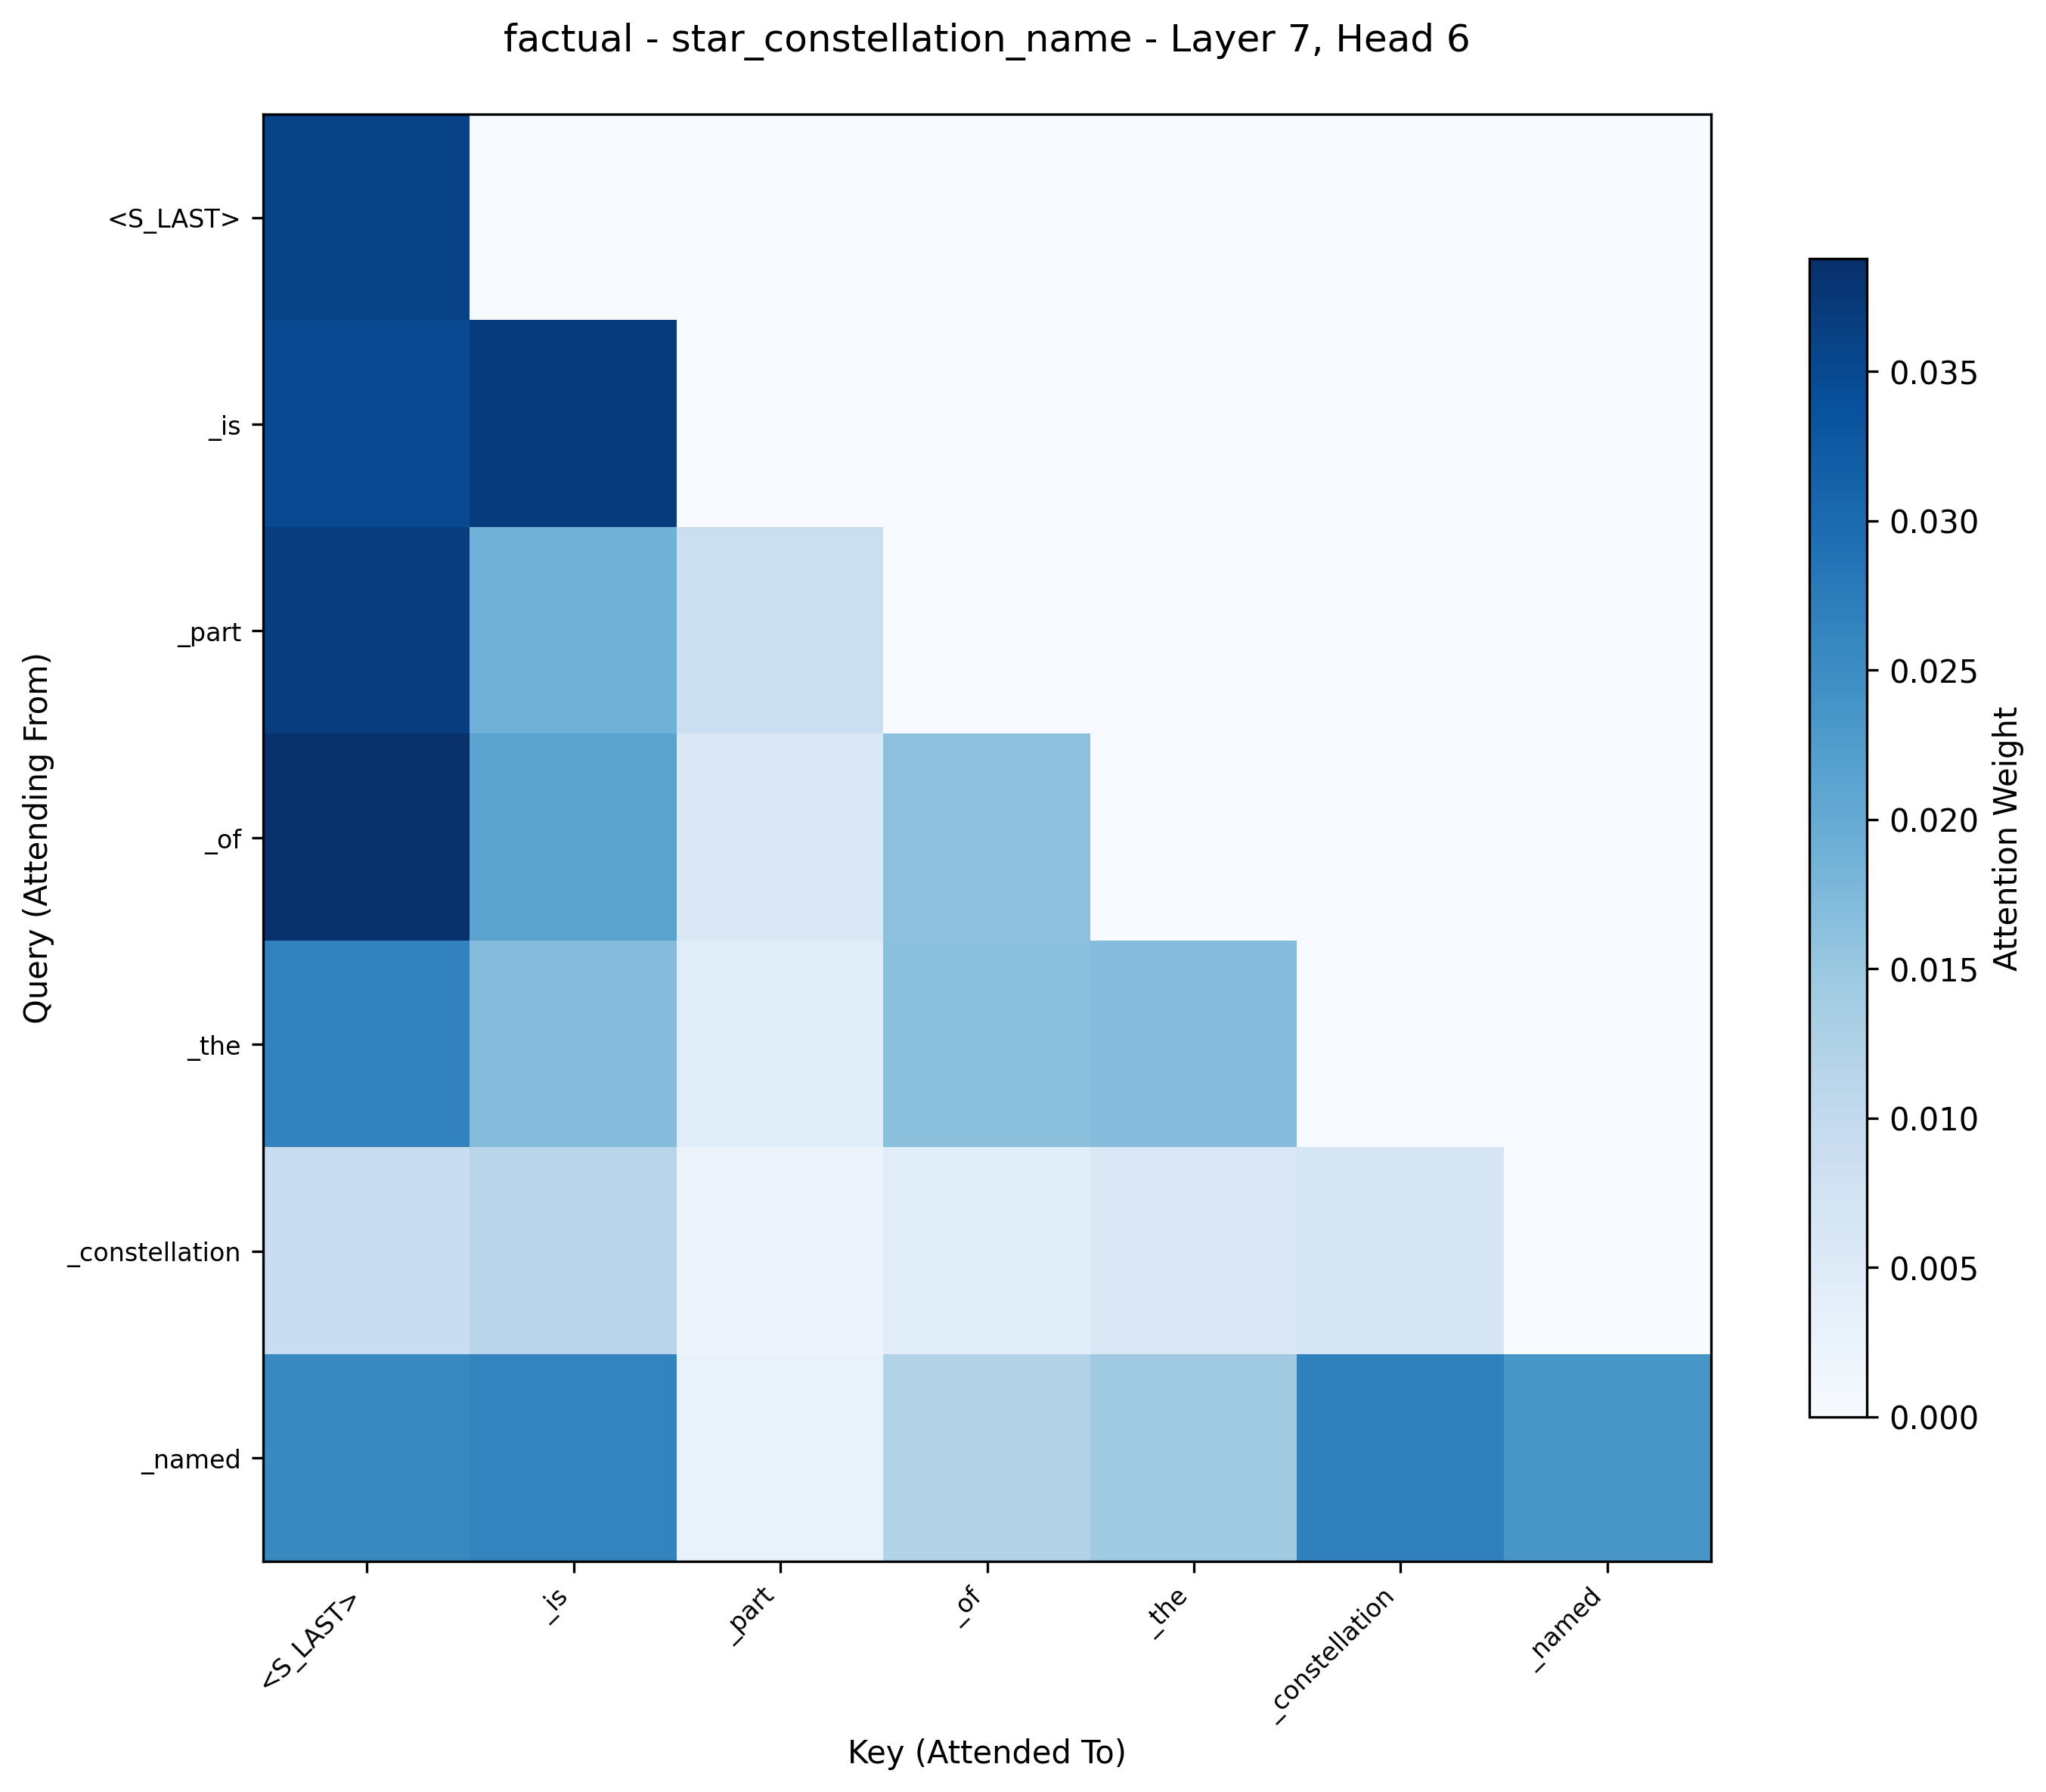 factual - star_constellation_name - Layer 7, Head 6
Query (Attending From)
<S_LAST>
_is
_part
_of
_the
_constellation
_named
<S_LAST>
_is
_part
_of
_the
_constellation
_named
Key (Attended To)
0.035
0.030
0.025
0.020
0.015
0.010
0.005
0.000
Attention Weight